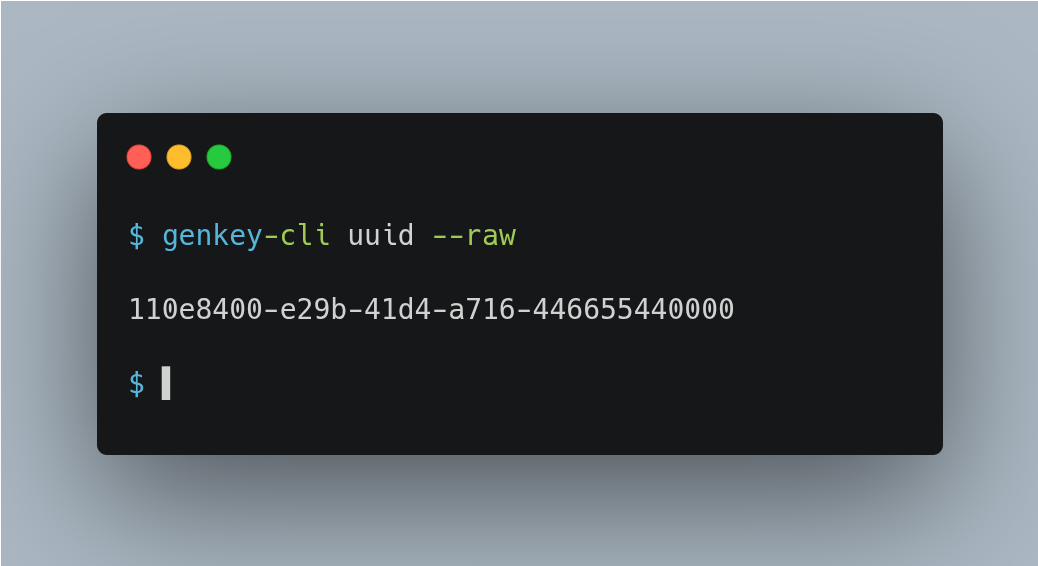 $ genkey-cli uuid --raw
110e8400-e29b-41d4-a716-446655440000
$